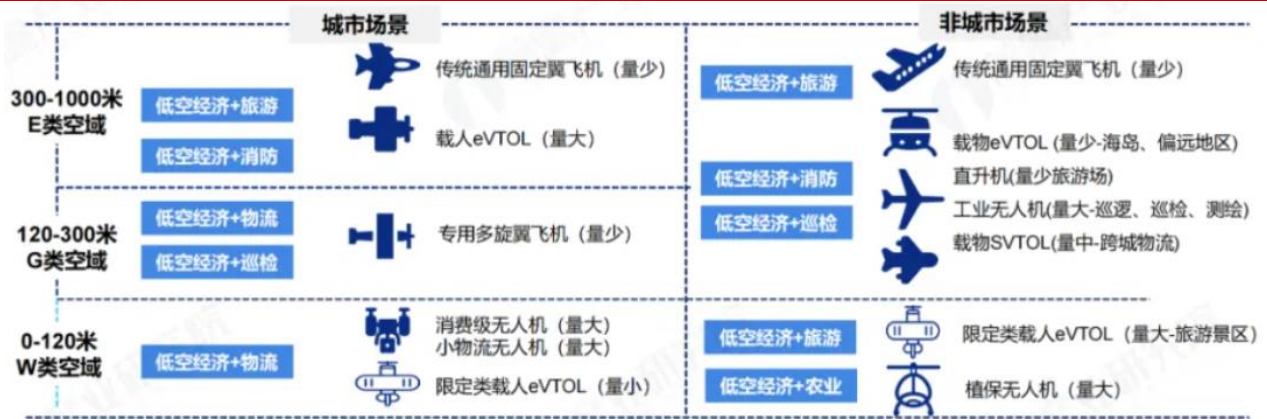 城市场景
非城市场景
300-1000米
E类空域
低空经济+旅游
低空经济+消防
传统通用固定翼飞机（量少）
载人eVTOL（量大）
低空经济+旅游
传统通用固定翼飞机（量少）
载物eVTOL (量少-海岛、偏远地区)
低空经济+消防
直升机(量少旅游场)
120-300米
G类空域
低空经济+物流
低空经济+巡检
专用多旋翼飞机（量少）
低空经济+巡检
工业无人机(量大-巡逻、巡检、测绘)
载物SVTOL(量中-跨城物流)
0-120米
W类空域
低空经济+物流
消费级无人机（量大）
小物流无人机（量大）
限定类载人eVTOL（量小）
低空经济+旅游
限定类载人eVTOL（量大-旅游景区）
低空经济+农业
植保无人机（量大）